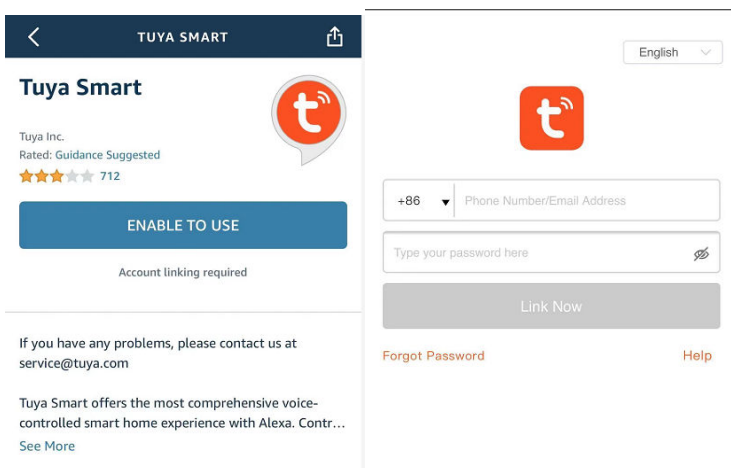 TUYA SMART
Tuya Smart
Tuya Inc.
Rated: Guidance Suggested
712
ENABLE TO USE
Account linking required
If you have any problems, please contact us at
service@tuya.com
Tuya Smart offers the most comprehensive voice-
controlled smart home experience with Alexa. Contr...
See More
English
+86
Phone Number/Email Address
Type your password here
Link Now
Forgot Password
Help